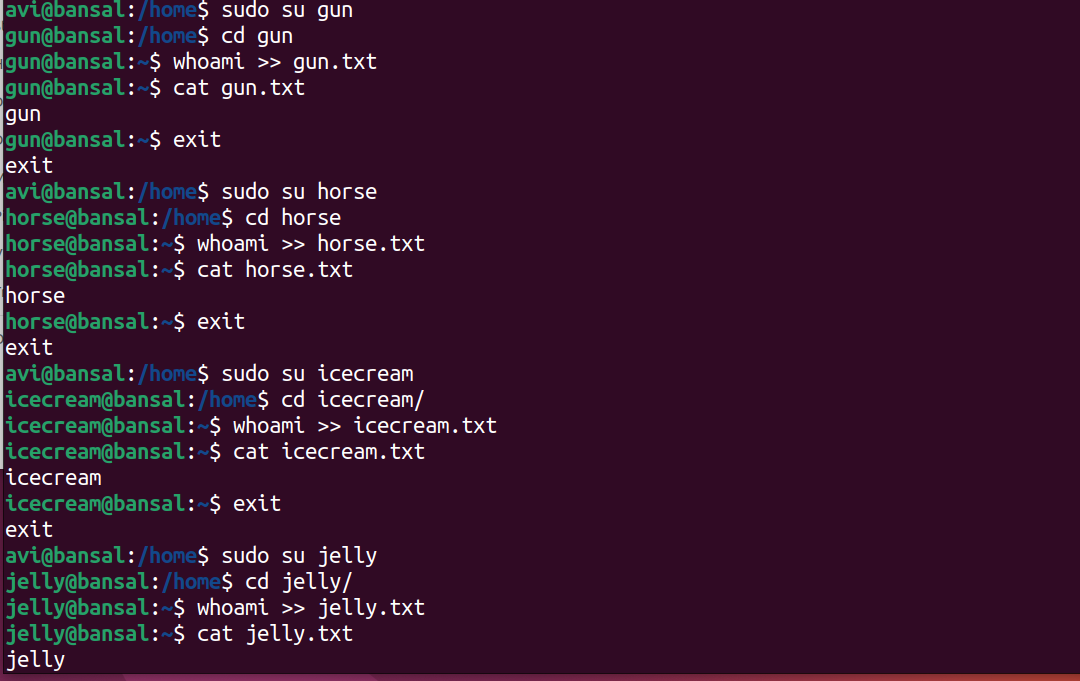 avi@bansal:/home$ sudo su gun
gun@bansal:/home$ cd gun
gun@bansal:~$ whoami >> gun.txt
gun@bansal:~$ cat gun.txt
gun
gun@bansal:~$ exit
exit
avi@bansal:/home$ sudo su horse
horse@bansal:/home$ cd horse
horse@bansal:~$ whoami >> horse.txt
horse@bansal:~$ cat horse.txt
horse
horse@bansal:~$ exit
exit
avi@bansal:/home$ sudo su icecream
icecream@bansal:/home$ cd icecream/
icecream@bansal:~$ whoami >> icecream.txt
icecream@bansal:~$ cat icecream.txt
icecream
icecream@bansal:~$ exit
exit
avi@bansal:/home$ sudo su jelly
jelly@bansal:/home$ cd jelly/
jelly@bansal:~$ whoami >> jelly.txt
jelly@bansal:~$ cat jelly.txt
jelly